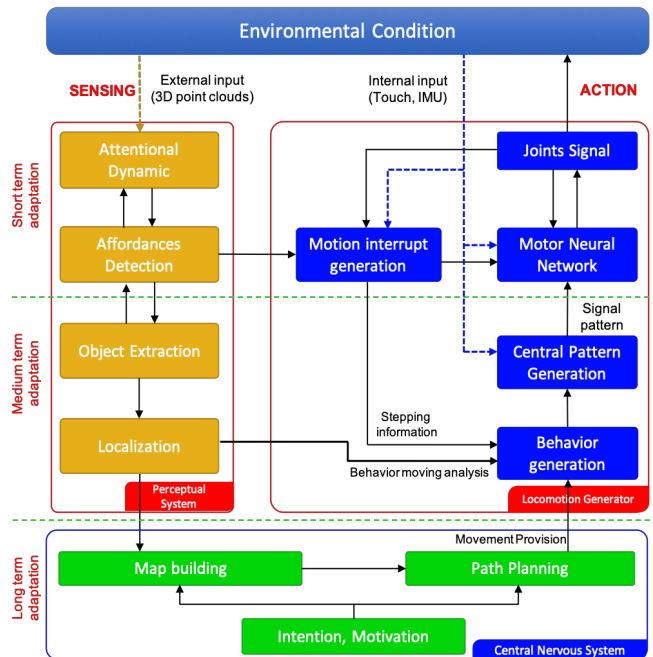 Environmental Condition
SENSING
External input
(3D point clouds)
Internal input
(Touch, IMU)
ACTION
Short term
adaptation
Attentional
Dynamic
Joints Signal
Affordances
Detection
Motion interrupt
generation
Motor Neural
Network
Medium term
adaptation
Signal
pattern
Object Extraction
Central Pattern
Generation
Stepping
information
Localization
Behavior
generation
Behavior moving analysis
Perceptual
System
Locomotion Generator
Long term
adaptation
Movement Provision
Map building
Path Planning
Intention, Motivation
Central Nervous System